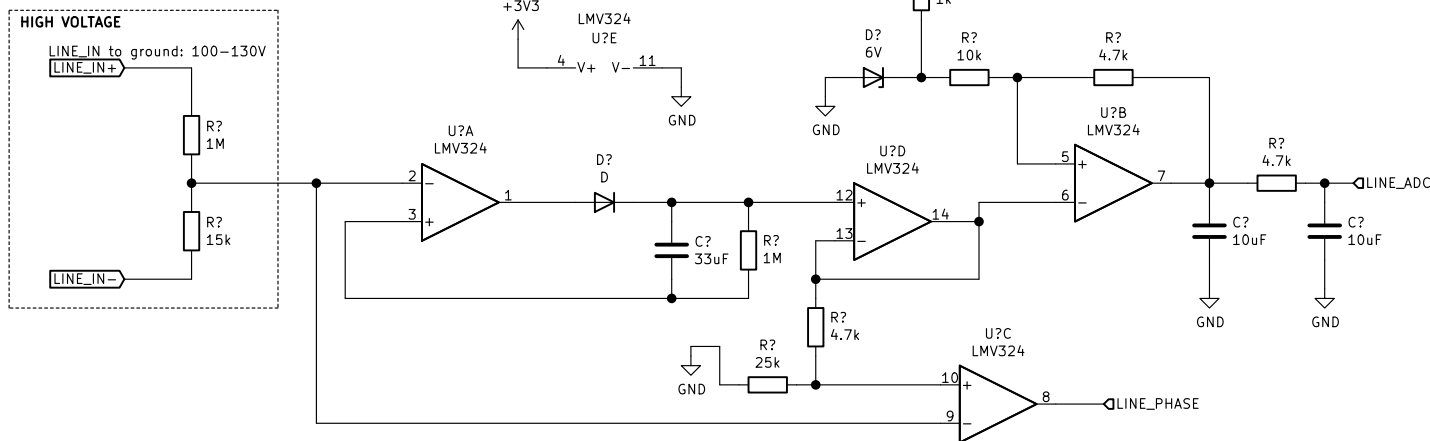 HIGH VOLTAGE
LINE_IN to ground: 100-130V
LINE_IN+
R?
1M
R?
15k
LINE_IN-
+3V3
LMV324
U?E
4
V+
V-
11
GND
U?A
LMV324
2
-
3
+
1
D?
D
C?
33uF
R?
1M
1k
D?
6V
GND
R?
10k
R?
4.7k
U?D
LMV324
12
+
13
-
14
U?B
LMV324
5
+
6
-
7
R?
4.7k
LINE_ADC
C?
10uF
GND
C?
10uF
GND
R?
4.7k
R?
25k
GND
U?C
LMV324
10
+
9
-
8
LINE_PHASE